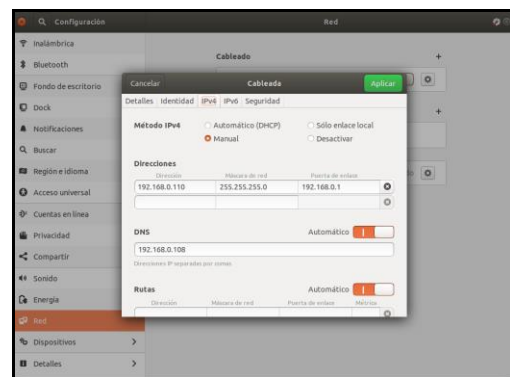 Configuración
Red
Inalámbrica
Bluetooth
Fondo de escritorio
Dock
Notificaciones
Buscar
Región e idioma
Acceso universal
Cuentas en línea
Privacidad
Compartir
Sonido
Energía
Red
Dispositivos
Detalles
Cableado
Cancelar
Cableada
Aplicar
Detalles Identidad IPv4 IPv6 Seguridad
Método IPv4
Automático (DHCP)
Sólo enlace local
Manual
Desactivar
Direcciones
Dirección Máscara de red Puerta de enlace
192.168.0.110 255.255.255.0 192.168.0.1
DNS
Automático
192.168.0.108
Direcciones IP separadas por comas
Rutas
Automático
Dirección Máscara de red Puerta de enlace Métrica